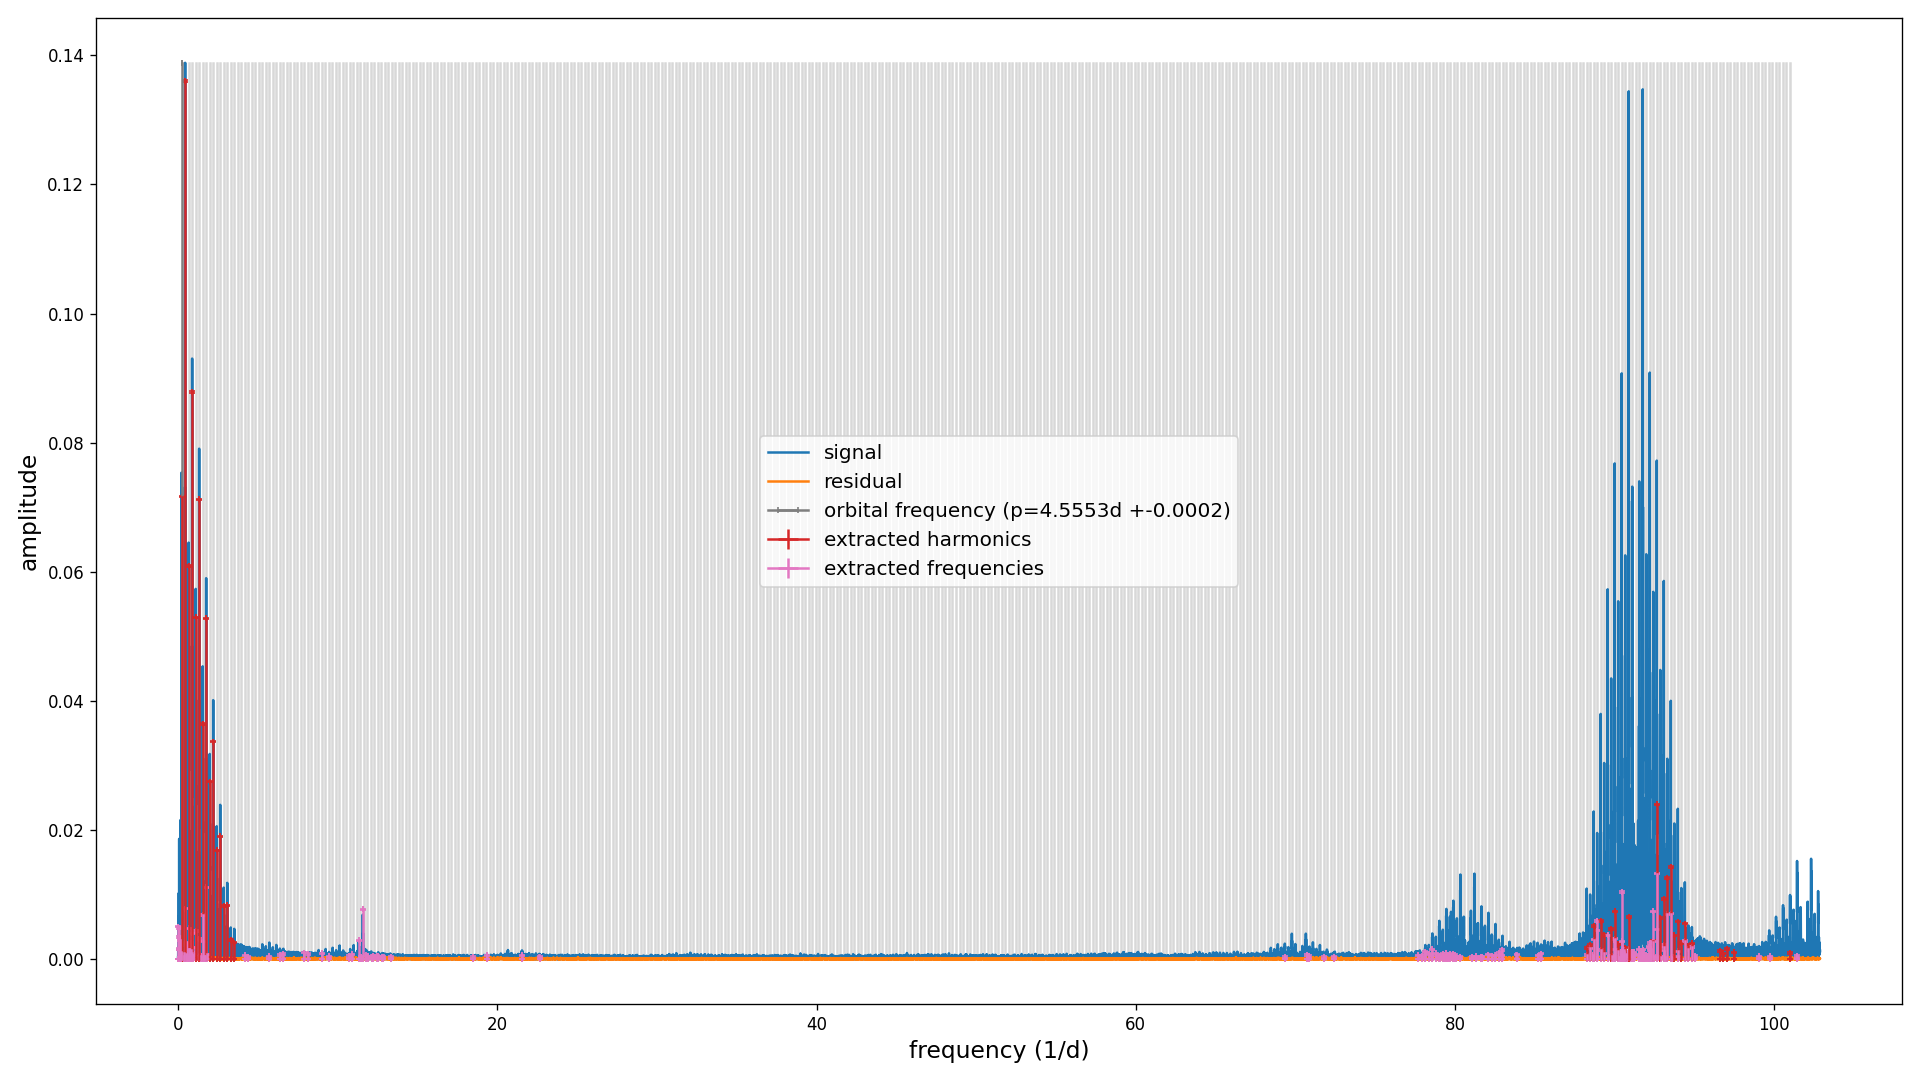 0.14
0.12
0.10
0.08
0.06
0.04
0.02
0.00
amplitude
signal
residual
orbital frequency (p=4.5553d +-0.0002)
extracted harmonics
extracted frequencies
0 20 40 60 80 100
frequency (1/d)